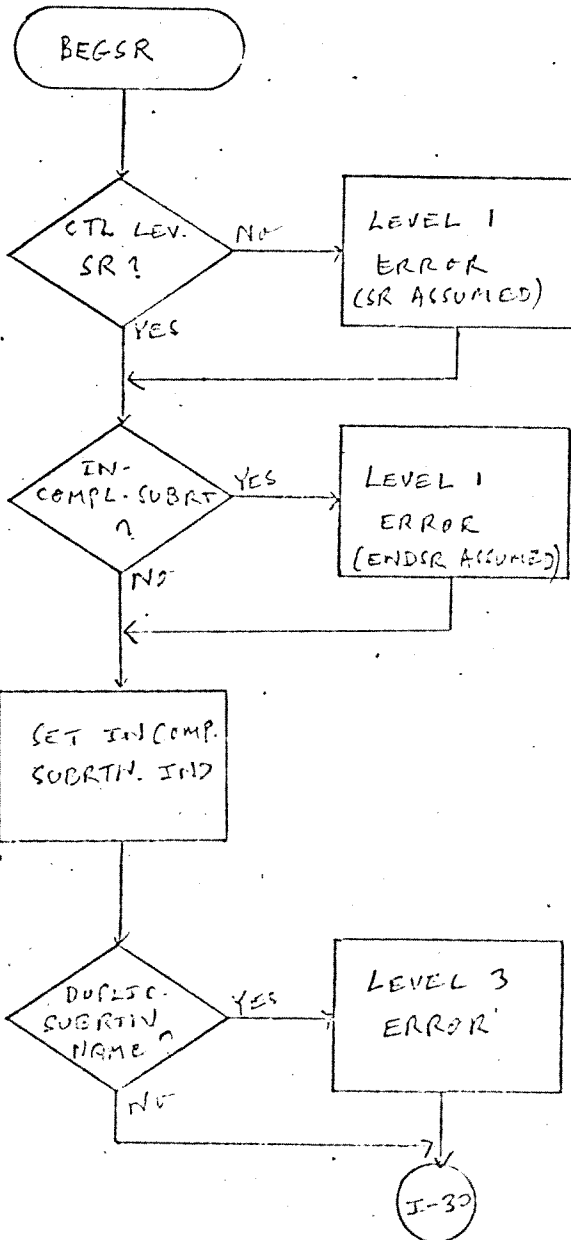 BEGSR
CTL LEV.
SR ?
NO
LEVEL 1
ERROR
(SR ASSUMED)
YES
IN-
COMPL. SUBRT
?
YES
LEVEL 1
ERROR
(ENDSR ASSUMED)
NO
SET INCOMP.
SUBRTN. IND
DUPLIC.
SUBRTIN
NAME ?
YES
LEVEL 3
ERROR
NO
I-30